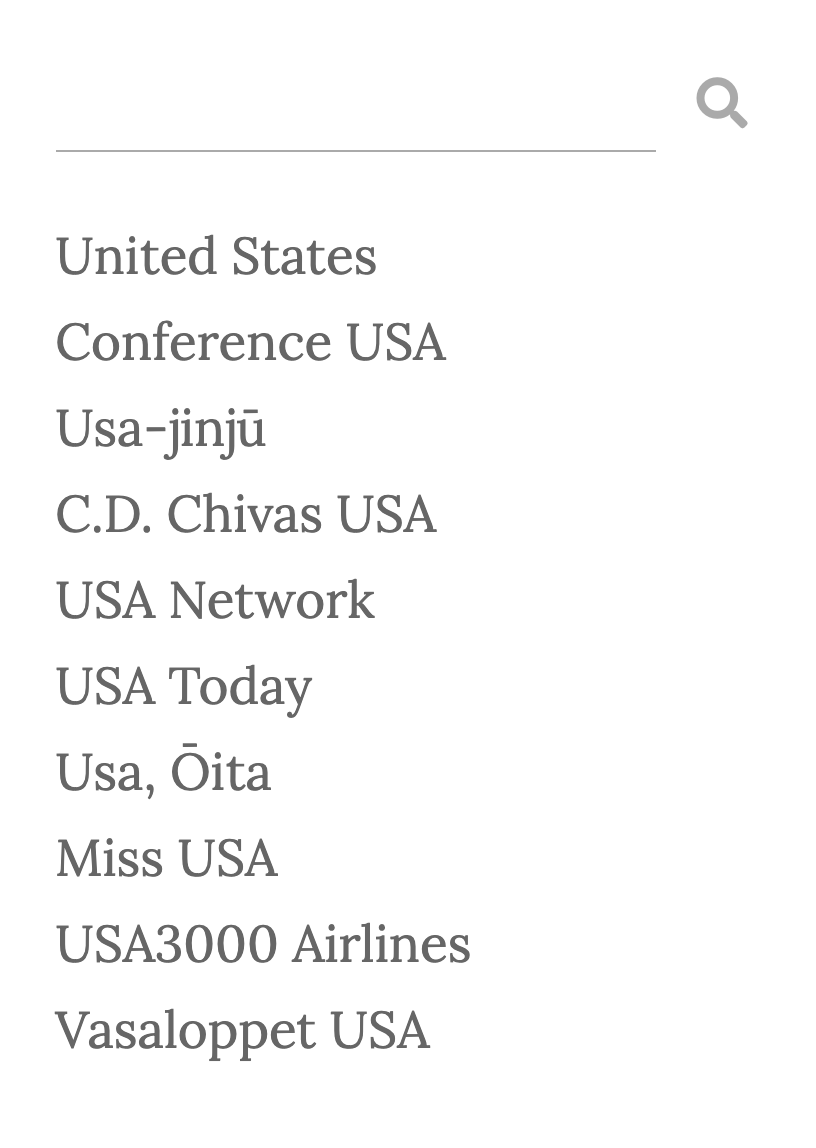 United States
Conference USA
Usa-jinjū
C.D. Chivas USA
USA Network
USA Today
Usa, Ōita
Miss USA
USA3000 Airlines
Vasaloppet USA